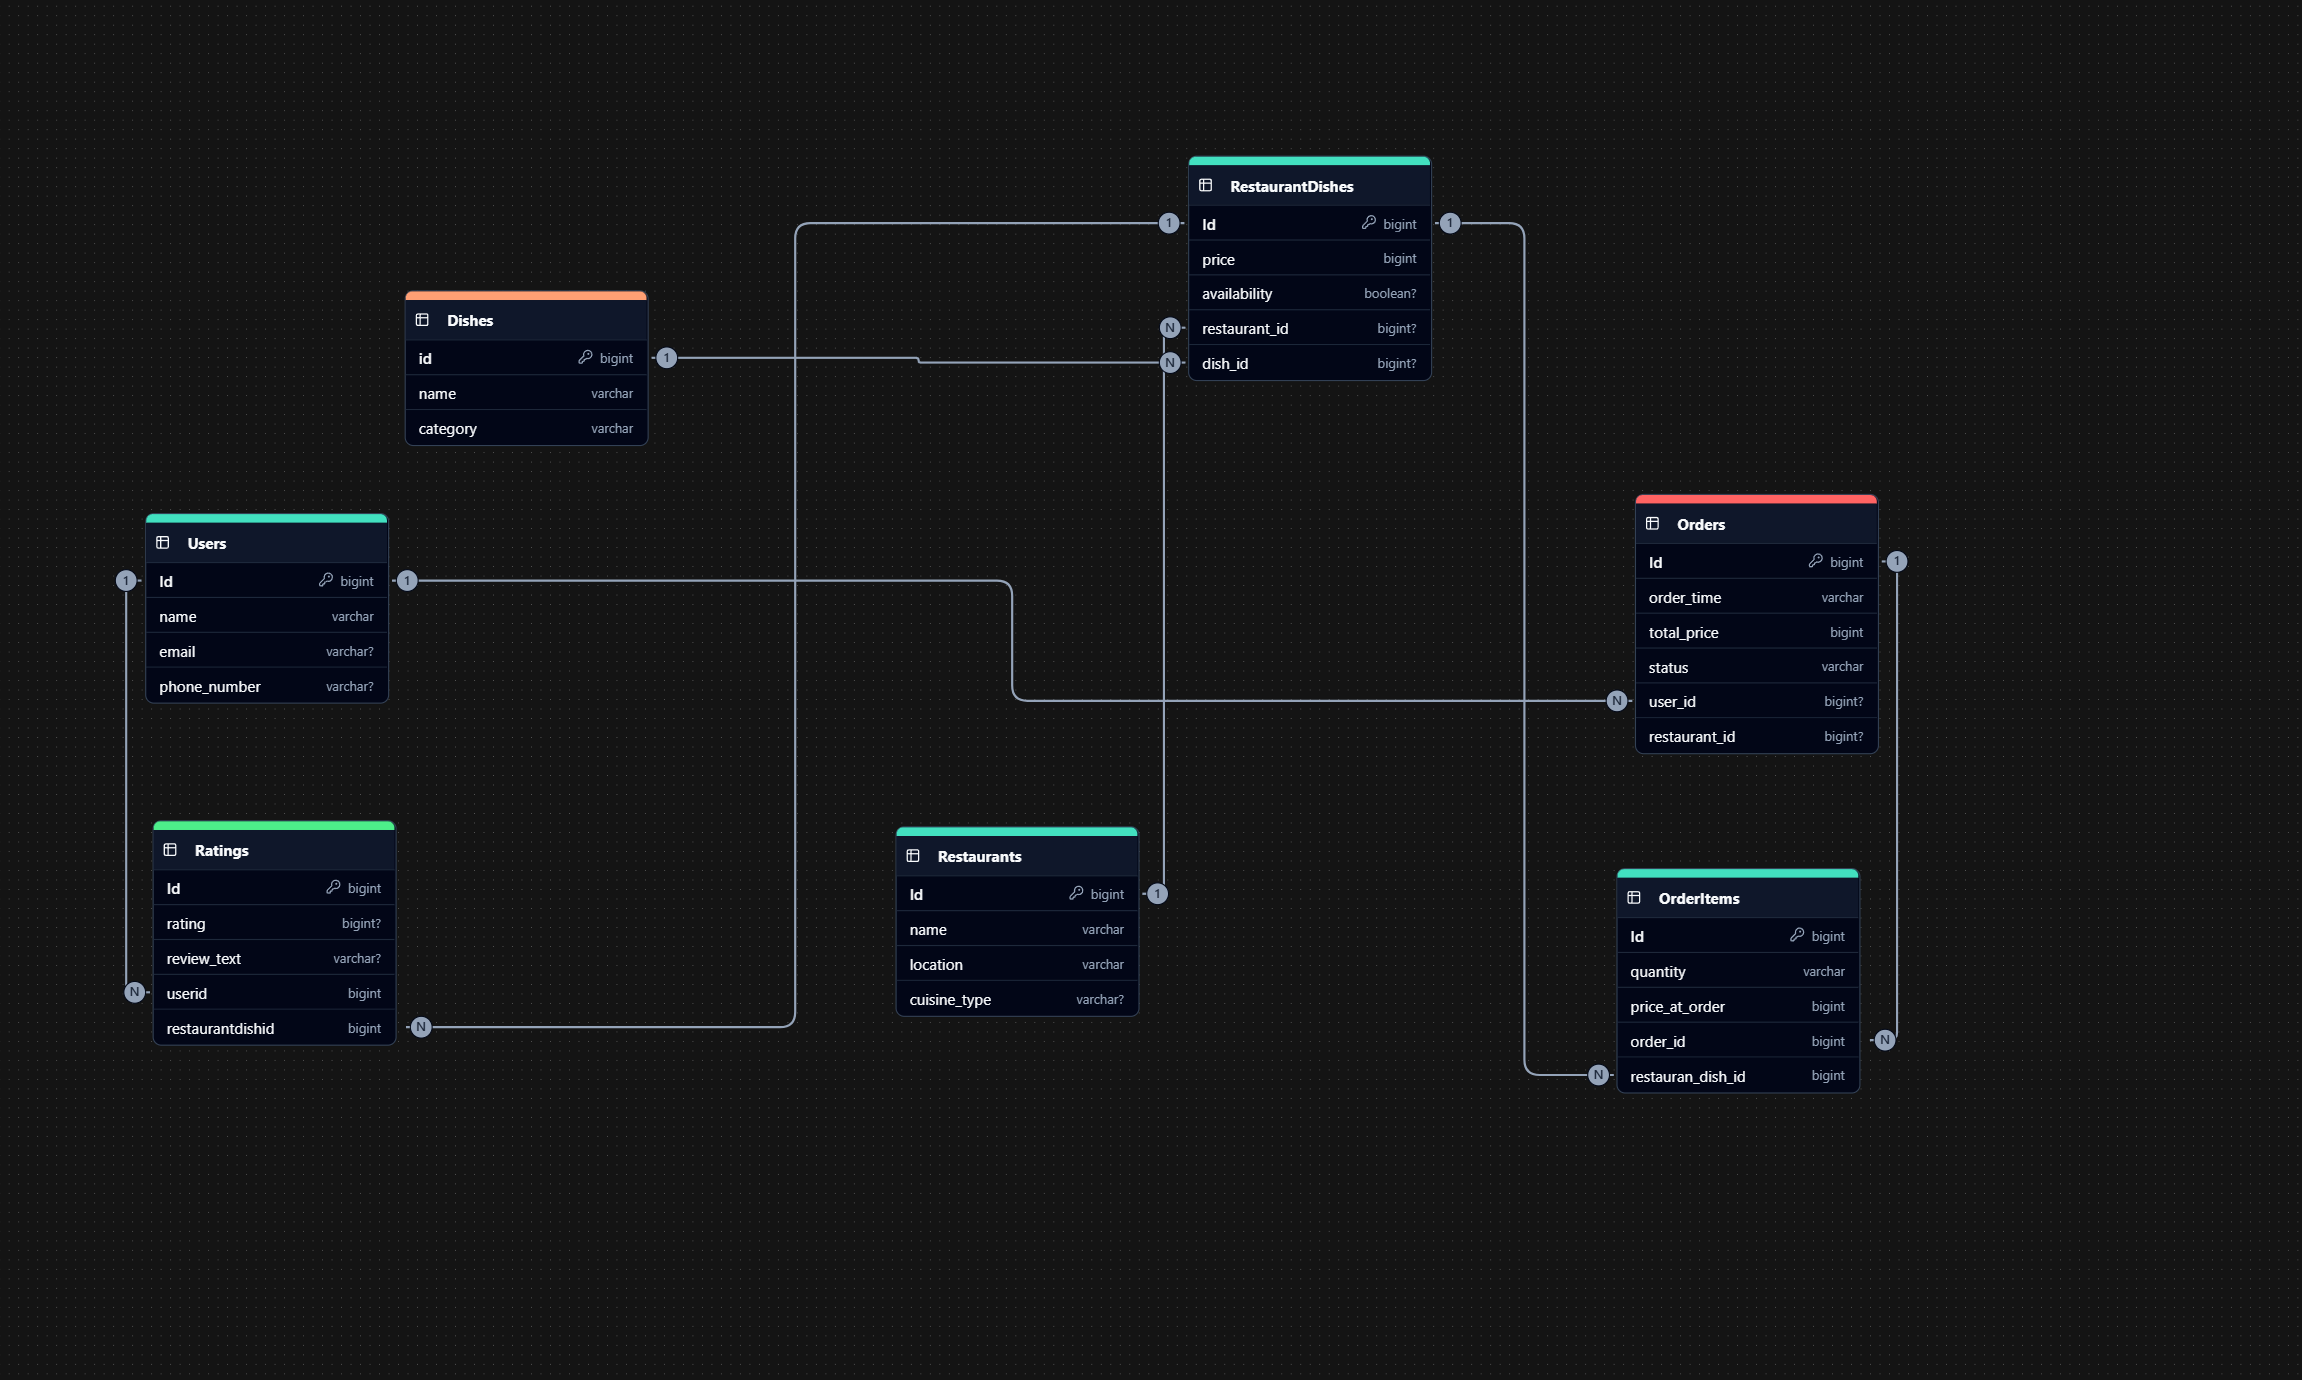 RestaurantDishes
Id bigint
price bigint
availability boolean?
restaurant_id bigint?
dish_id bigint?
1
1
N
N
Dishes
id bigint
name varchar
category varchar
1
Users
Id bigint
name varchar
email varchar?
phone_number varchar?
1
1
Orders
Id bigint
order_time varchar
total_price bigint
status varchar
user_id bigint?
restaurant_id bigint?
1
N
Ratings
Id bigint
rating bigint?
review_text varchar?
userid bigint
restaurantdishid bigint
N
N
Restaurants
Id bigint
name varchar
location varchar
cuisine_type varchar?
1
OrderItems
Id bigint
quantity varchar
price_at_order bigint
order_id bigint
restauran_dish_id bigint
N
N